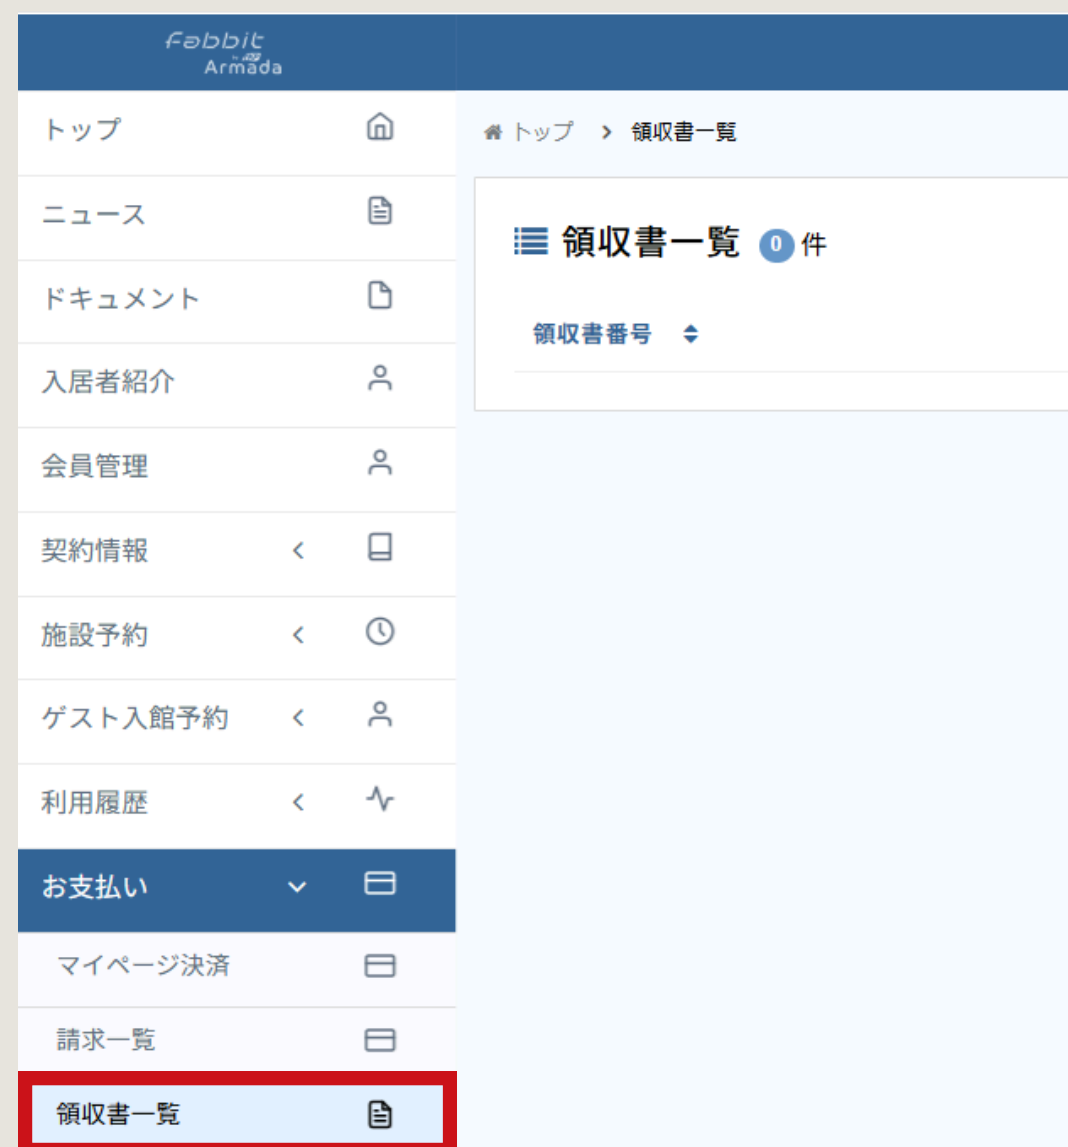 fabbit
Armada
トップ
ニュース
ドキュメント
入居者紹介
会員管理
契約情報
施設予約
ゲスト入館予約
利用履歴
お支払い
マイページ決済
請求一覧
領収書一覧
トップ > 領収書一覧
領収書一覧 0 件
領収書番号